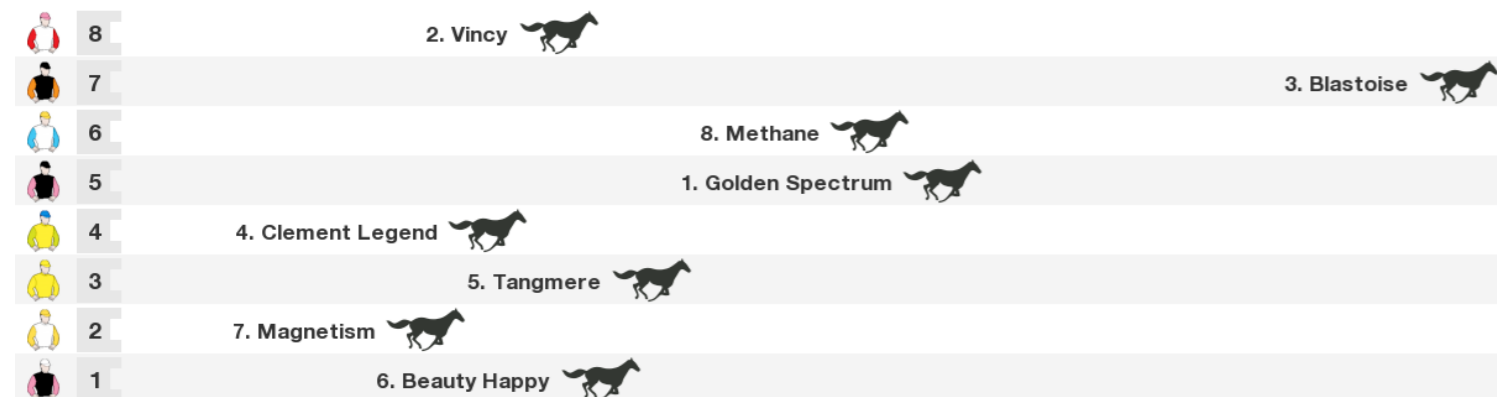 8 2. Vincy
7 3. Blastoise
6 8. Methane
5 1. Golden Spectrum
4 4. Clement Legend
3 5. Tangmere
2 7. Magnetism
1 6. Beauty Happy